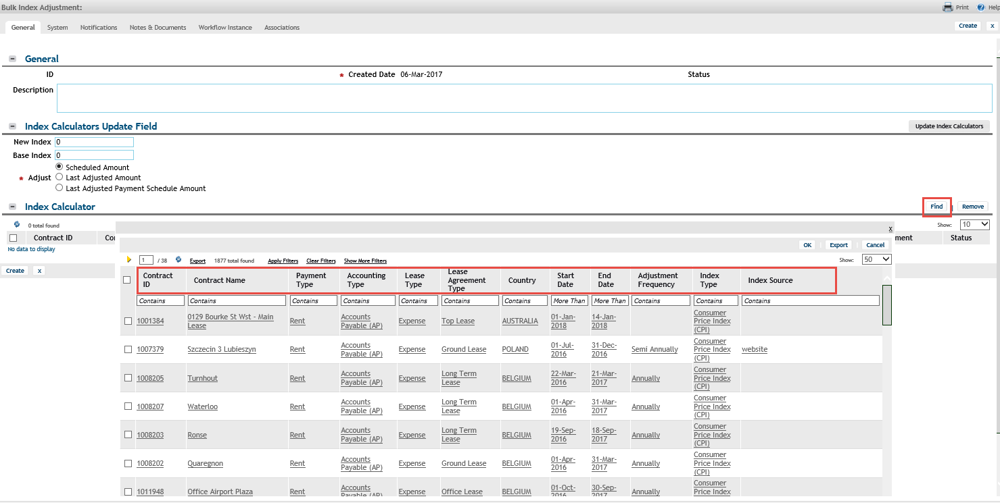 Bulk Index Adjustment:
Print Help
General System Notifications Notes & Documents Workflow Instance Associations Create x
General
ID * Created Date 06-Mar-2017 Status
Description
Index Calculators Update Field Update Index Calculators
New Index 0
Base Index 0
Scheduled Amount
* Adjust Last Adjusted Amount
Last Adjusted Payment Schedule Amount
Index Calculator Find | Remove
0 total found Show: 10
Contract ID Co ment Status
No data to display
Create x
x
OK | Export | Cancel
1 / 38 Export 1877 total found Apply Filters Clear Filters Show More Filters Show: 50
Contract ID Contract Name Payment Type Accounting Type Lease Type Lease Agreement Type Country Start Date End Date Adjustment Frequency Index Type Index Source
Contains Contains Contains Contains Contains Contains Contains More Than More Than Contains Contains Contains
1001384 0129 Bourke St Wst - Main Lease Rent Accounts Payable (AP) Expense Top Lease AUSTRALIA 01-Jan-2018 14-Jan-2018 Consumer Price Index (CPI)
1007379 Szczecin 3 Lubieszyn Rent Accounts Payable (AP) Expense Ground Lease POLAND 01-Jul-2016 31-Dec-2016 Semi Annually Consumer Price Index (CPI) website
1008205 Turnhout Rent Accounts Payable (AP) Expense Long Term Lease BELGIUM 22-Mar-2016 21-Mar-2017 Annually Consumer Price Index (CPI)
1008207 Waterloo Rent Accounts Payable (AP) Expense Long Term Lease BELGIUM 01-Apr-2016 31-Mar-2017 Annually Consumer Price Index (CPI)
1008203 Ronse Rent Accounts Payable (AP) Expense Long Term Lease BELGIUM 19-Sep-2016 18-Sep-2017 Annually Consumer Price Index (CPI)
1008202 Quaregnon Rent Accounts Payable (AP) Expense Ground Lease BELGIUM 01-Apr-2016 31-Mar-2017 Annually Consumer Price Index (CPI)
1011948 Office Airport Plaza Rent Accounts Payable (AP) Expense Office Lease BELGIUM 01-Oct-2016 30-Sep-2017 Annually Consumer Price Index